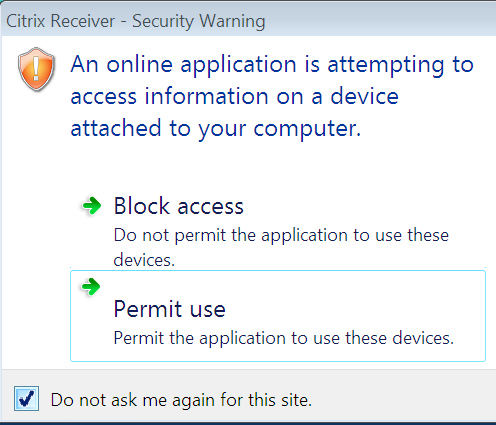 Citrix Receiver - Security Warning
An online application is attempting to
access information on a device
attached to your computer.
Block access
Do not permit the application to use these
devices.
Permit use
Permit the application to use these devices.
Do not ask me again for this site.